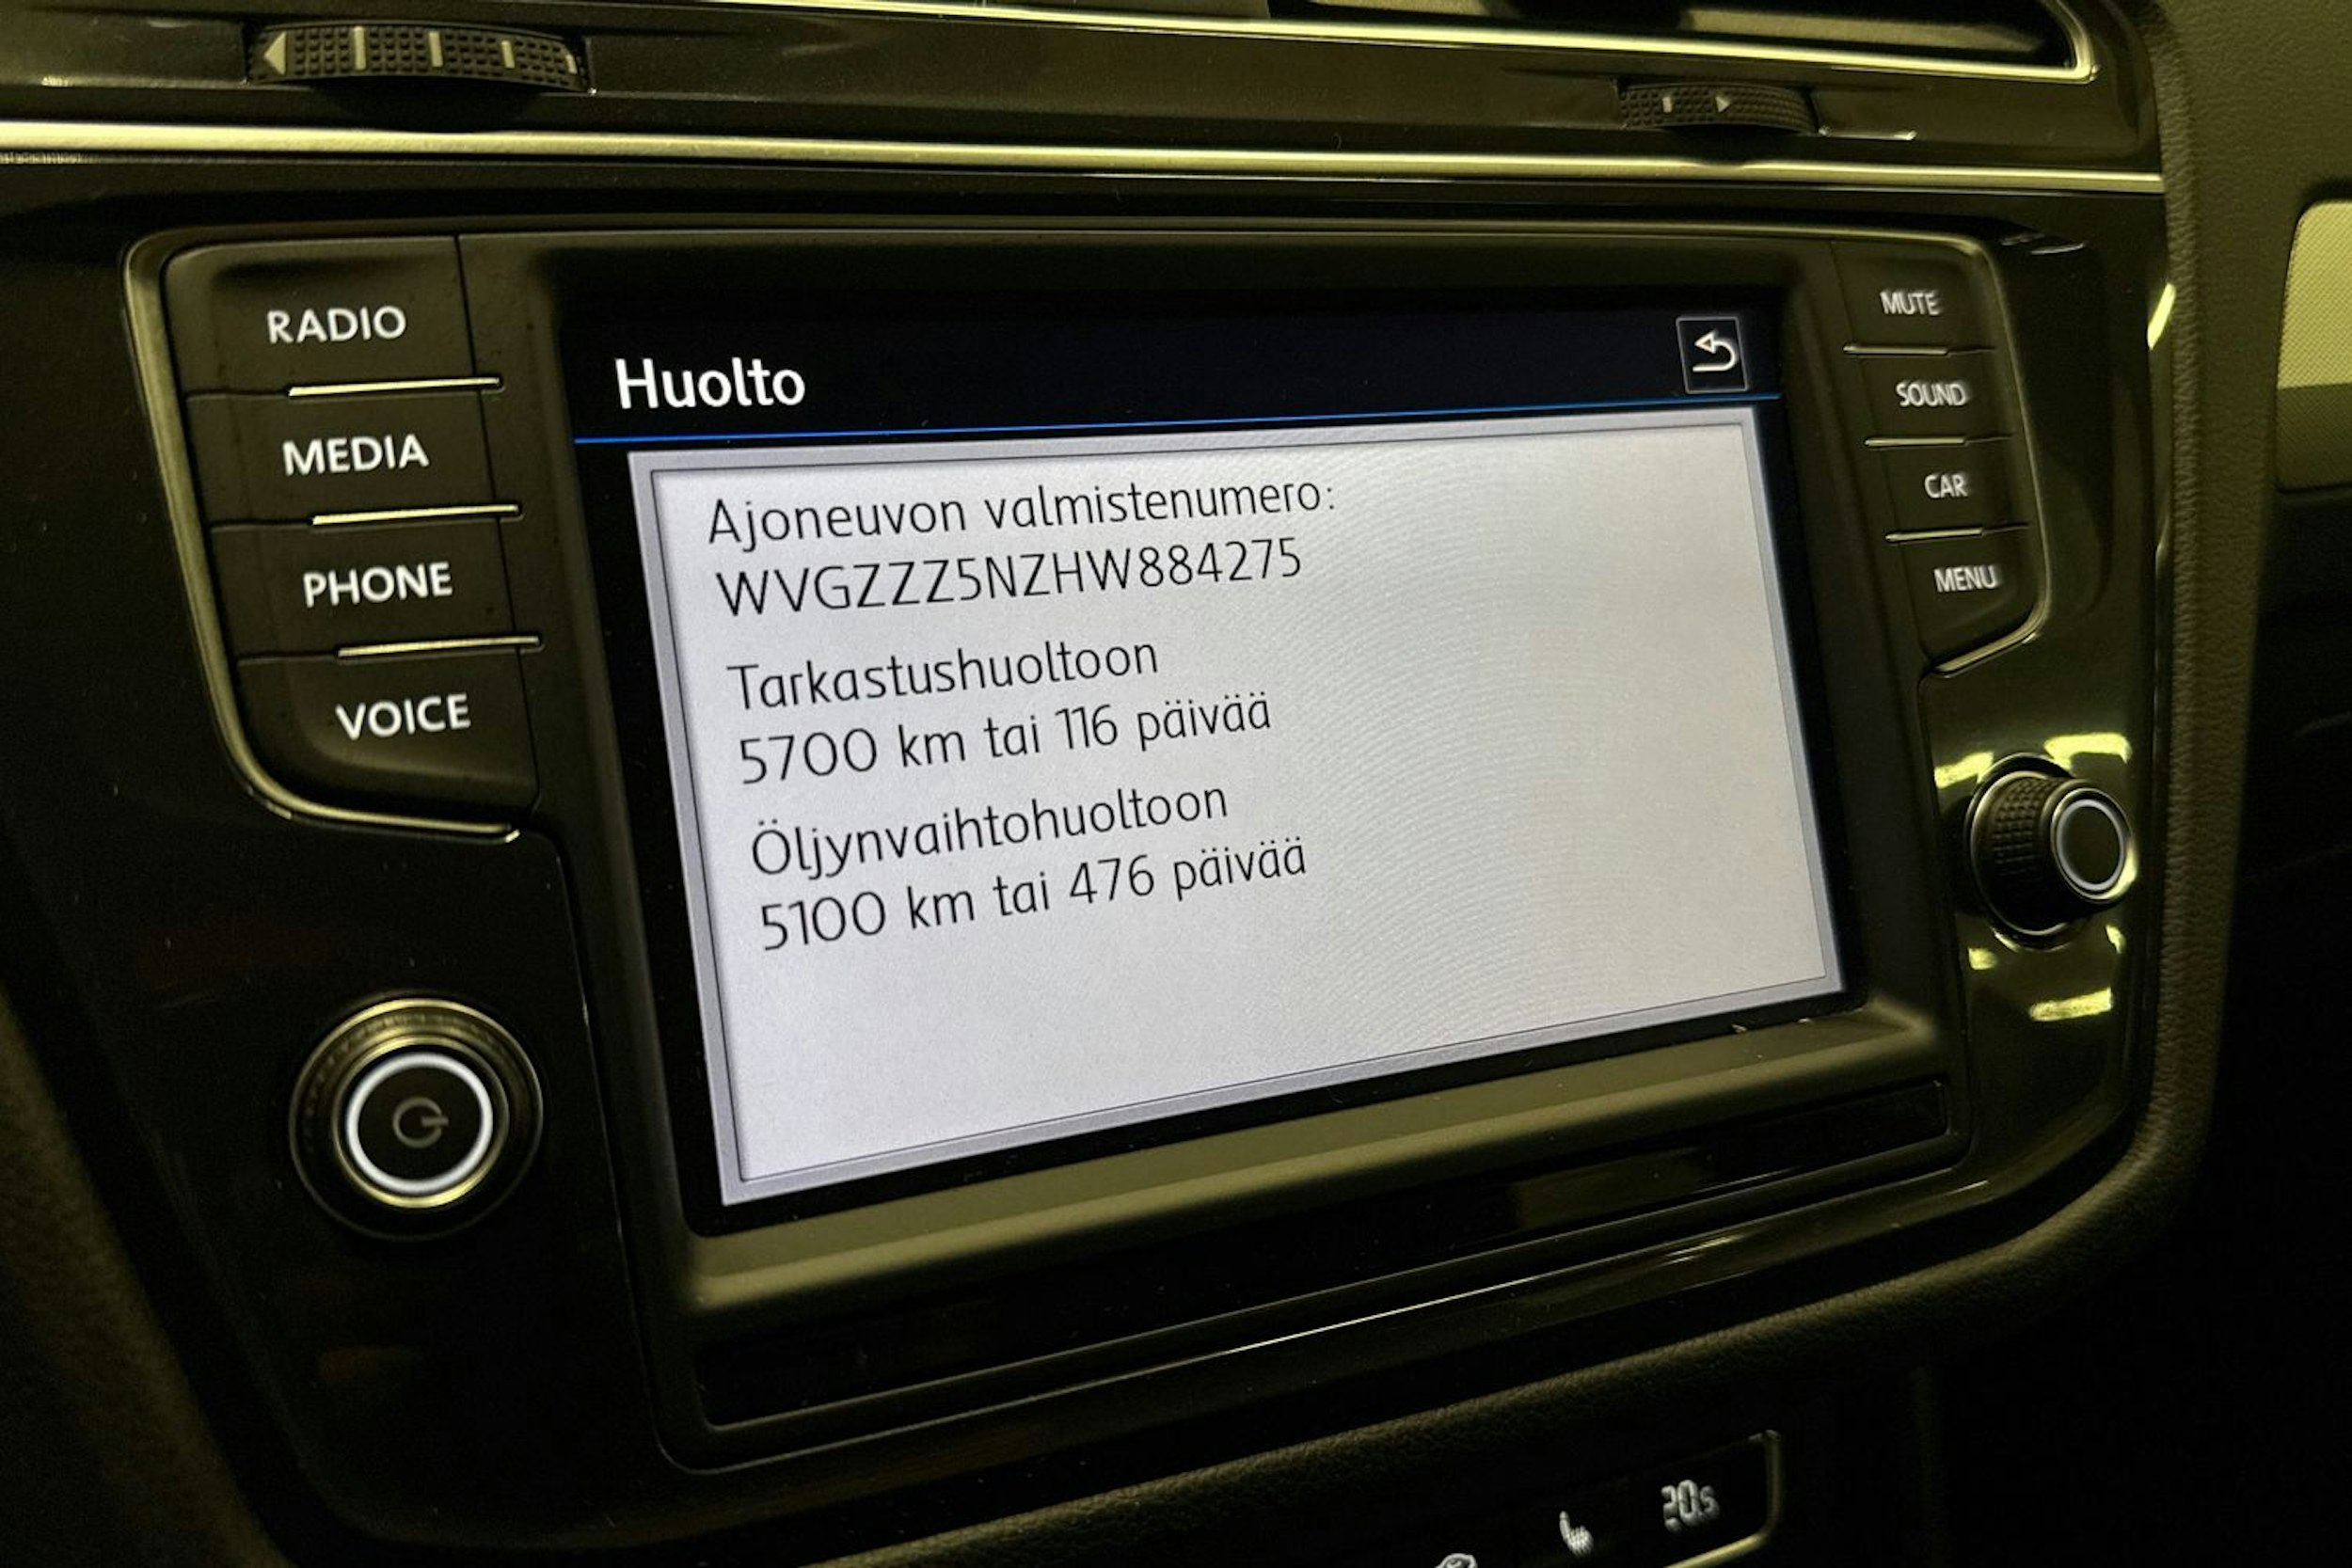 RADIO
MEDIA
PHONE
VOICE
Huolto
Ajoneuvon valmistenumero:
WVGZZZ5NZHW884275
Tarkastushuoltoon
5700 km tai 116 päivää
Öljynvaihtohuoltoon
5100 km tai 476 päivää
MUTE
SOUND
CAR
MENU
20.5